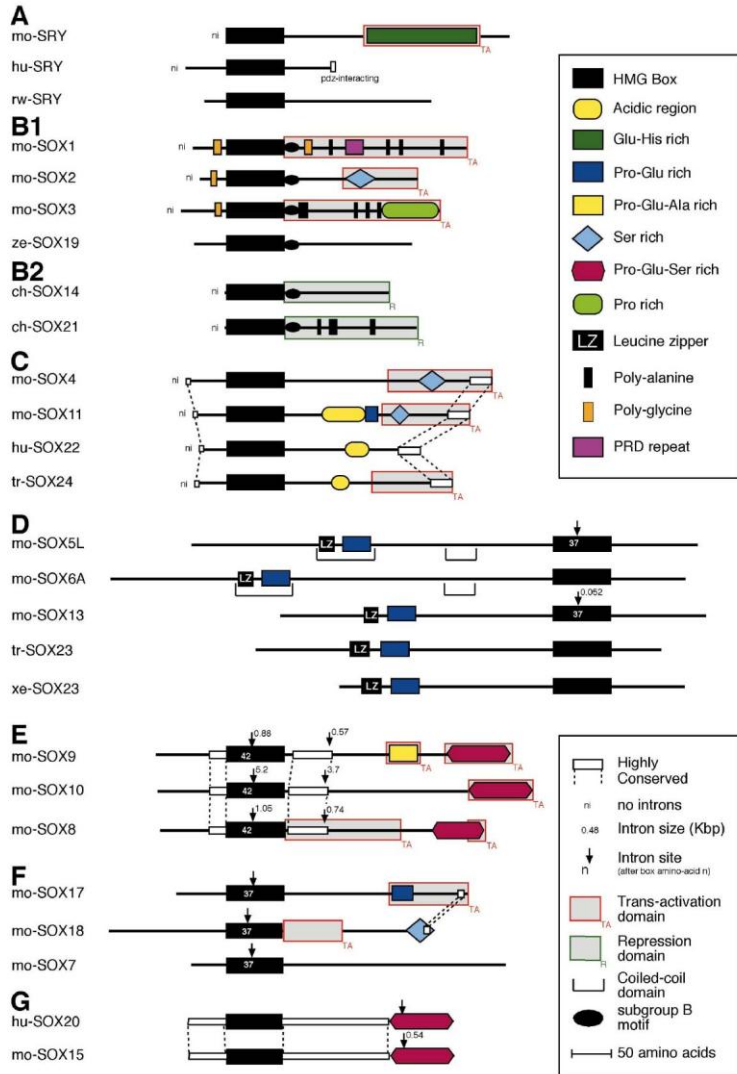 A
mo-SRY ni TA
hu-SRY ni
pdz-interacting
rw-SRY
B1
mo-SOX1 ni TA
mo-SOX2 ni TA
mo-SOX3 ni TA
ze-SOX19
B2
ch-SOX14 ni R
ch-SOX21 ni R
C
mo-SOX4 ni TA
mo-SOX11 ni TA
hu-SOX22 ni
tr-SOX24 ni TA
D
mo-SOX5L LZ 37
mo-SOX6A LZ
0.052
mo-SOX13 LZ 37
tr-SOX23 LZ
xe-SOX23 LZ
E
0.88 0.57
mo-SOX9 42 TA TA
5.2 3.7
mo-SOX10 42 TA
1.05 0.74
mo-SOX8 42 TA TA
F
mo-SOX17 37 TA
mo-SOX18 37 TA
mo-SOX7 37
G
hu-SOX20
0.54
mo-SOX15
HMG Box
Acidic region
Glu-His rich
Pro-Glu rich
Pro-Glu-Ala rich
Ser rich
Pro-Glu-Ser rich
Pro rich
LZ Leucine zipper
Poly-alanine
Poly-glycine
PRD repeat
Highly
Conserved
ni no introns
0.48 Intron size (Kbp)
Intron site
n (after box amino-acid n)
Trans-activation
domain
TA
Repression
domain
R
Coiled-coil
domain
subgroup B
motif
50 amino acids